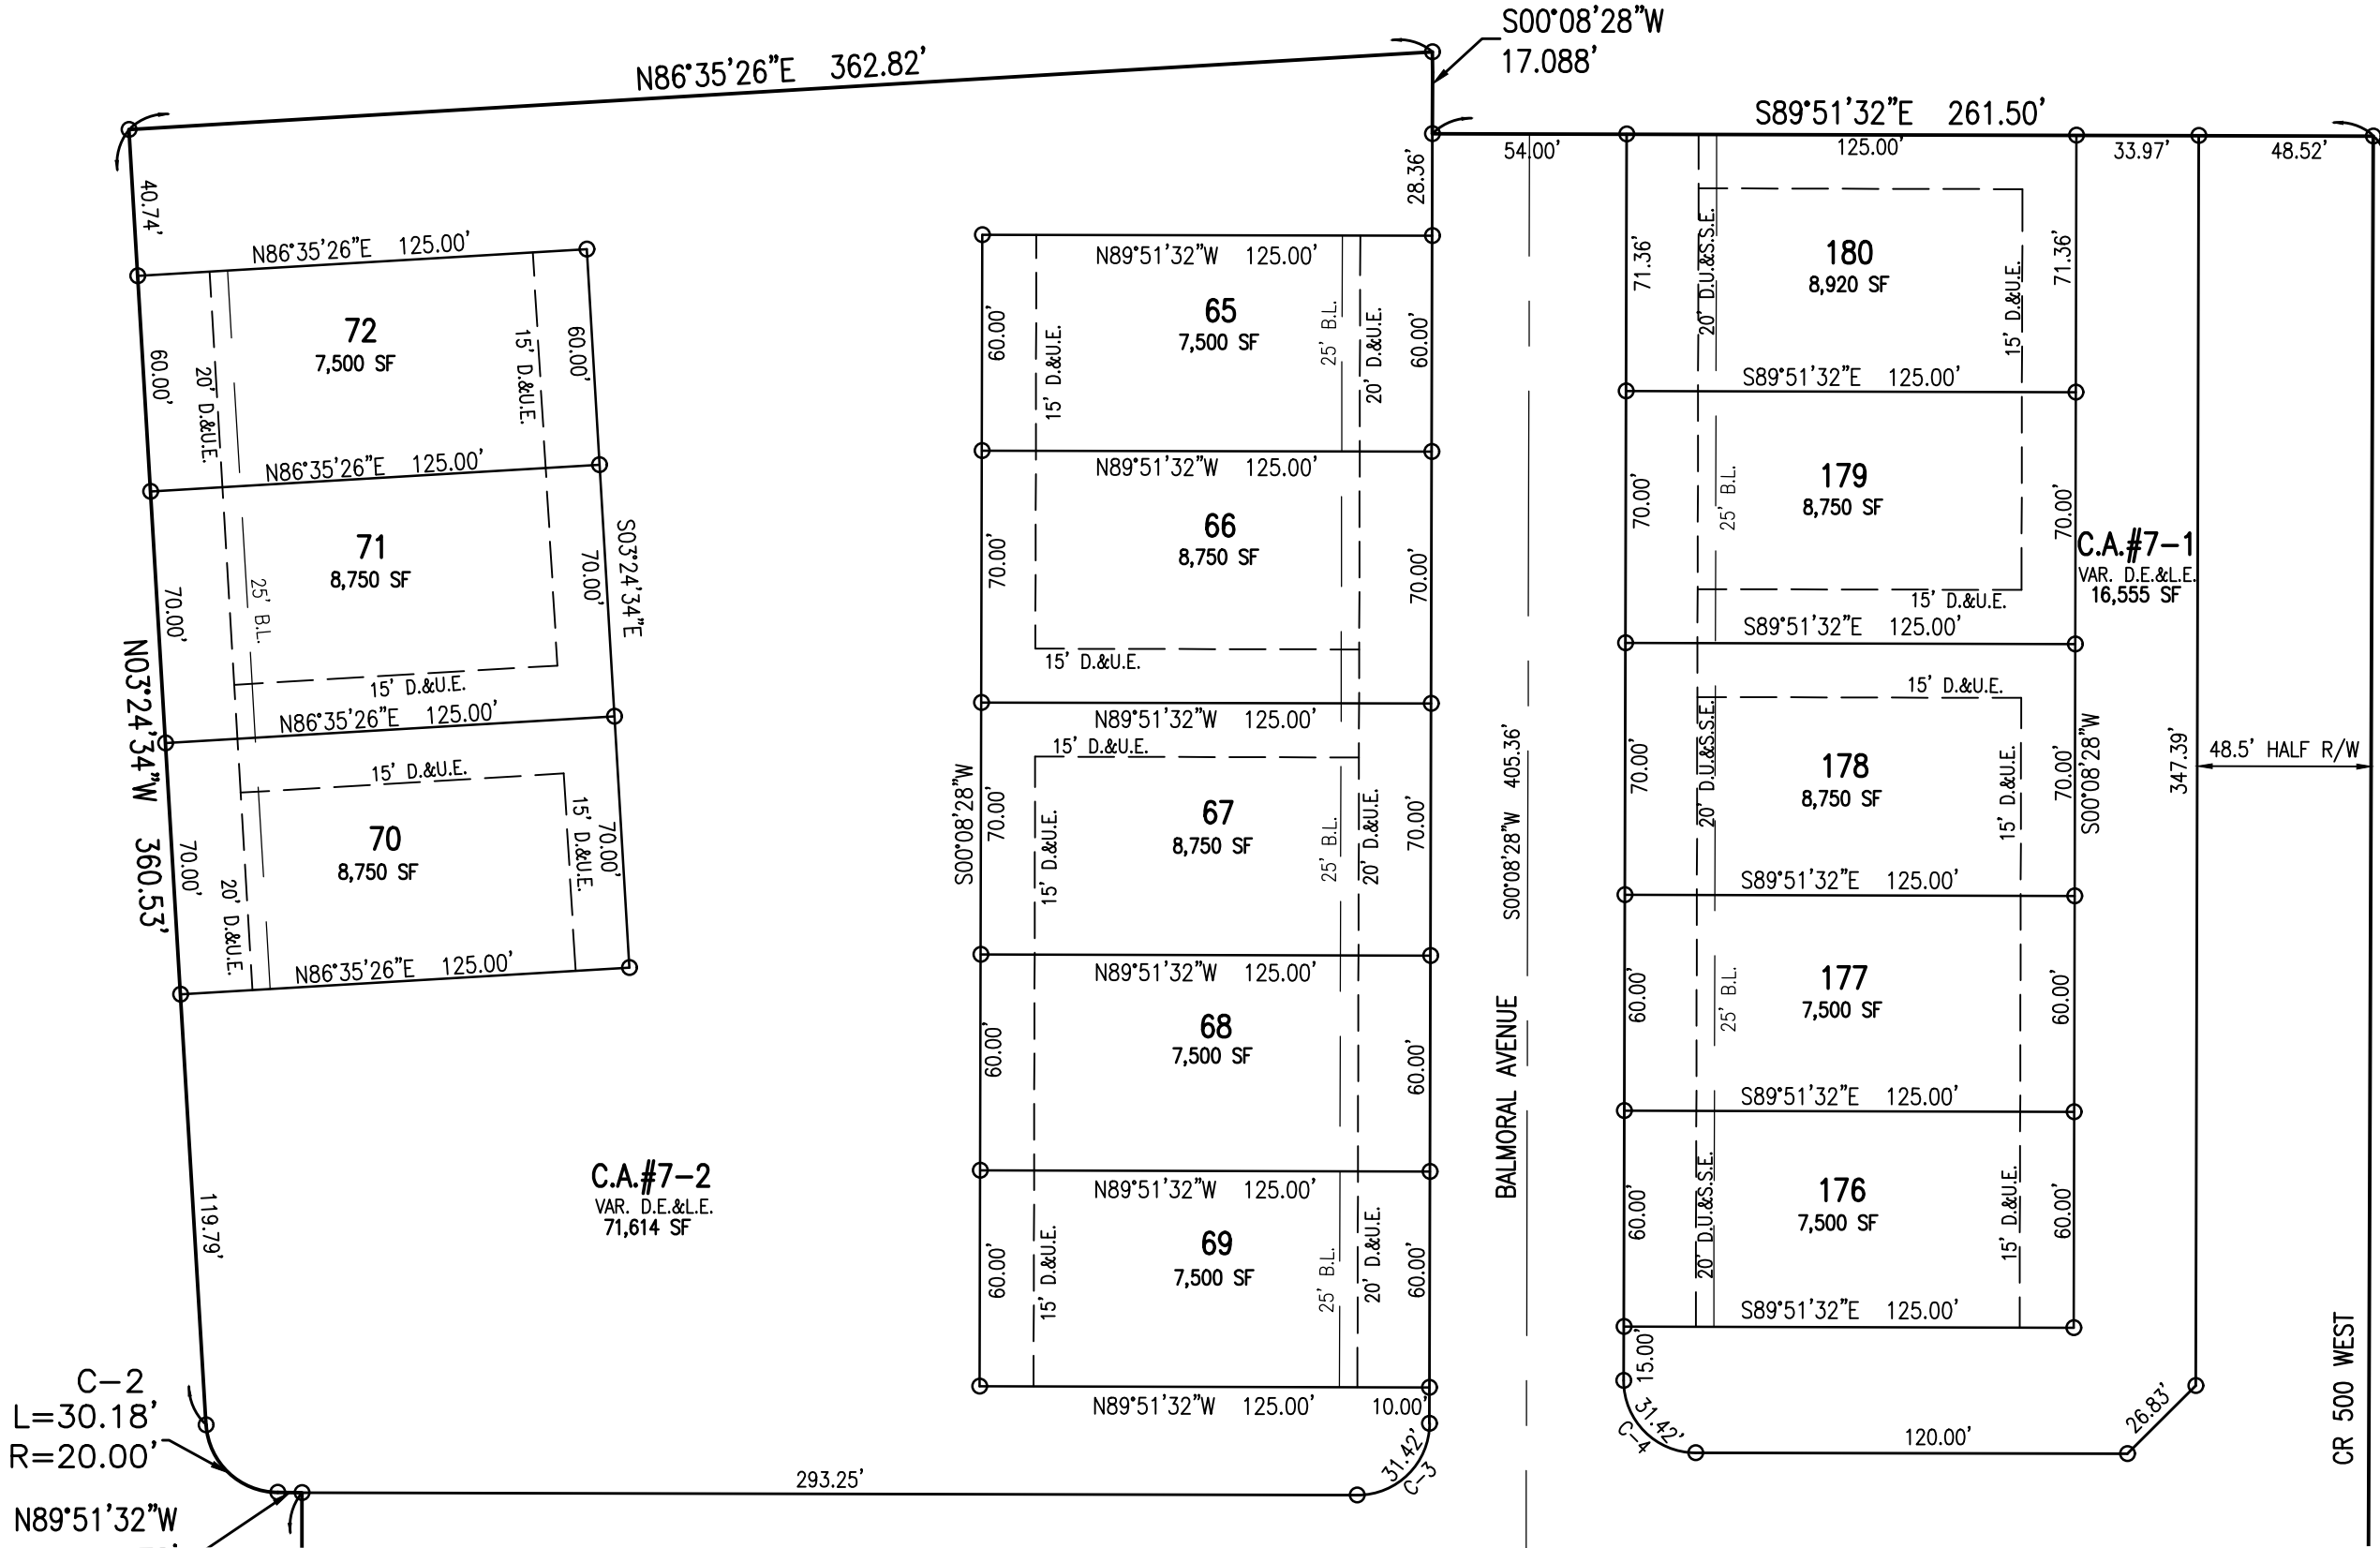 S00°08'28"W
17.088'
N86°35'26"E 362.82'
S89°51'32"E 261.50'
54.00'
125.00'
33.97'
48.52'
28.36'
40.74'
N86°35'26"E 125.00'
72
7,500 SF
60.00'
60.00'
20' D.&U.E.
15' D.&U.E.
N86°35'26"E 125.00'
71
8,750 SF
70.00'
70.00'
S03°24'34"E
25' B.L.
15' D.&U.E.
N86°35'26"E 125.00'
N03°24'34"W 360.53'
15' D.&U.E.
70
8,750 SF
70.00'
70.00'
15' D.&U.E.
20' D.&U.E.
N86°35'26"E 125.00'
119.79'
C.A.#7-2
VAR. D.E.&L.E.
71,614 SF
C-2
L=30.18'
R=20.00'
N89°51'32"W
293.25'
N89°51'32"W 125.00'
65
7,500 SF
60.00'
60.00'
15' D.&U.E.
25' B.L.
20' D.&U.E.
N89°51'32"W 125.00'
66
8,750 SF
70.00'
70.00'
15' D.&U.E.
N89°51'32"W 125.00'
15' D.&U.E.
S00°08'28"W
67
8,750 SF
70.00'
70.00'
15' D.&U.E.
25' B.L.
20' D.&U.E.
N89°51'32"W 125.00'
68
7,500 SF
60.00'
60.00'
N89°51'32"W 125.00'
69
7,500 SF
60.00'
60.00'
15' D.&U.E.
25' B.L.
20' D.&U.E.
N89°51'32"W 125.00'
10.00'
31.42'
C-3
S00°08'28"W 405.36'
BALMORAL AVENUE
180
8,920 SF
71.36'
71.36'
20' D.U.&S.S.E.
15' D.&U.E.
S89°51'32"E 125.00'
179
8,750 SF
70.00'
70.00'
25' B.L.
15' D.&U.E.
S89°51'32"E 125.00'
15' D.&U.E.
178
8,750 SF
70.00'
70.00'
20' D.U.&S.S.E.
15' D.&U.E.
S00°08'28"W
S89°51'32"E 125.00'
177
7,500 SF
60.00'
60.00'
25' B.L.
S89°51'32"E 125.00'
176
7,500 SF
60.00'
60.00'
20' D.U.&S.S.E.
15' D.&U.E.
S89°51'32"E 125.00'
15.00'
31.42'
C-4
120.00'
26.83'
C.A.#7-1
VAR. D.E.&L.E.
16,555 SF
347.39'
48.5' HALF R/W
CR 500 WEST